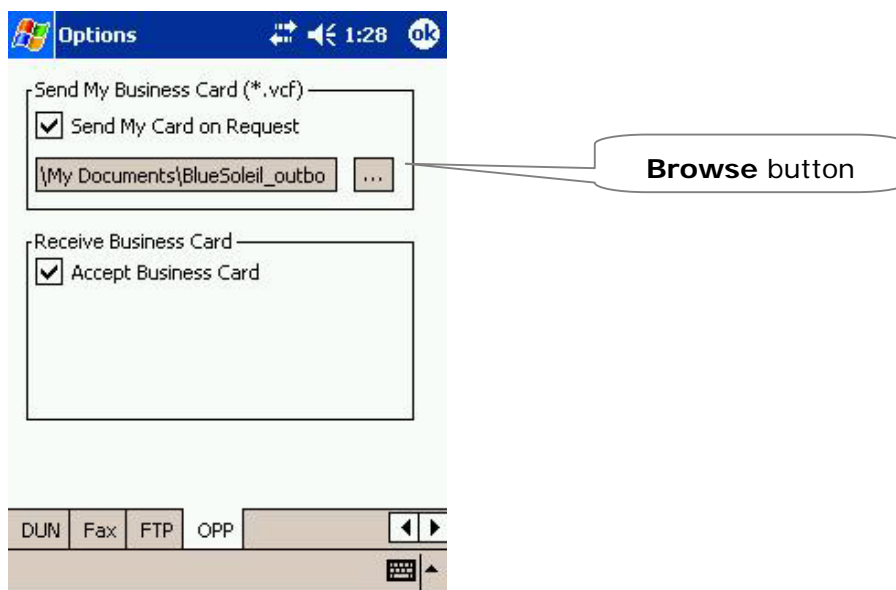 Options 1:28 ok
Send My Business Card (*.vcf)
Send My Card on Request
\My Documents\BlueSoleil_outbo ...
Browse button
Receive Business Card
Accept Business Card
DUN Fax FTP OPP